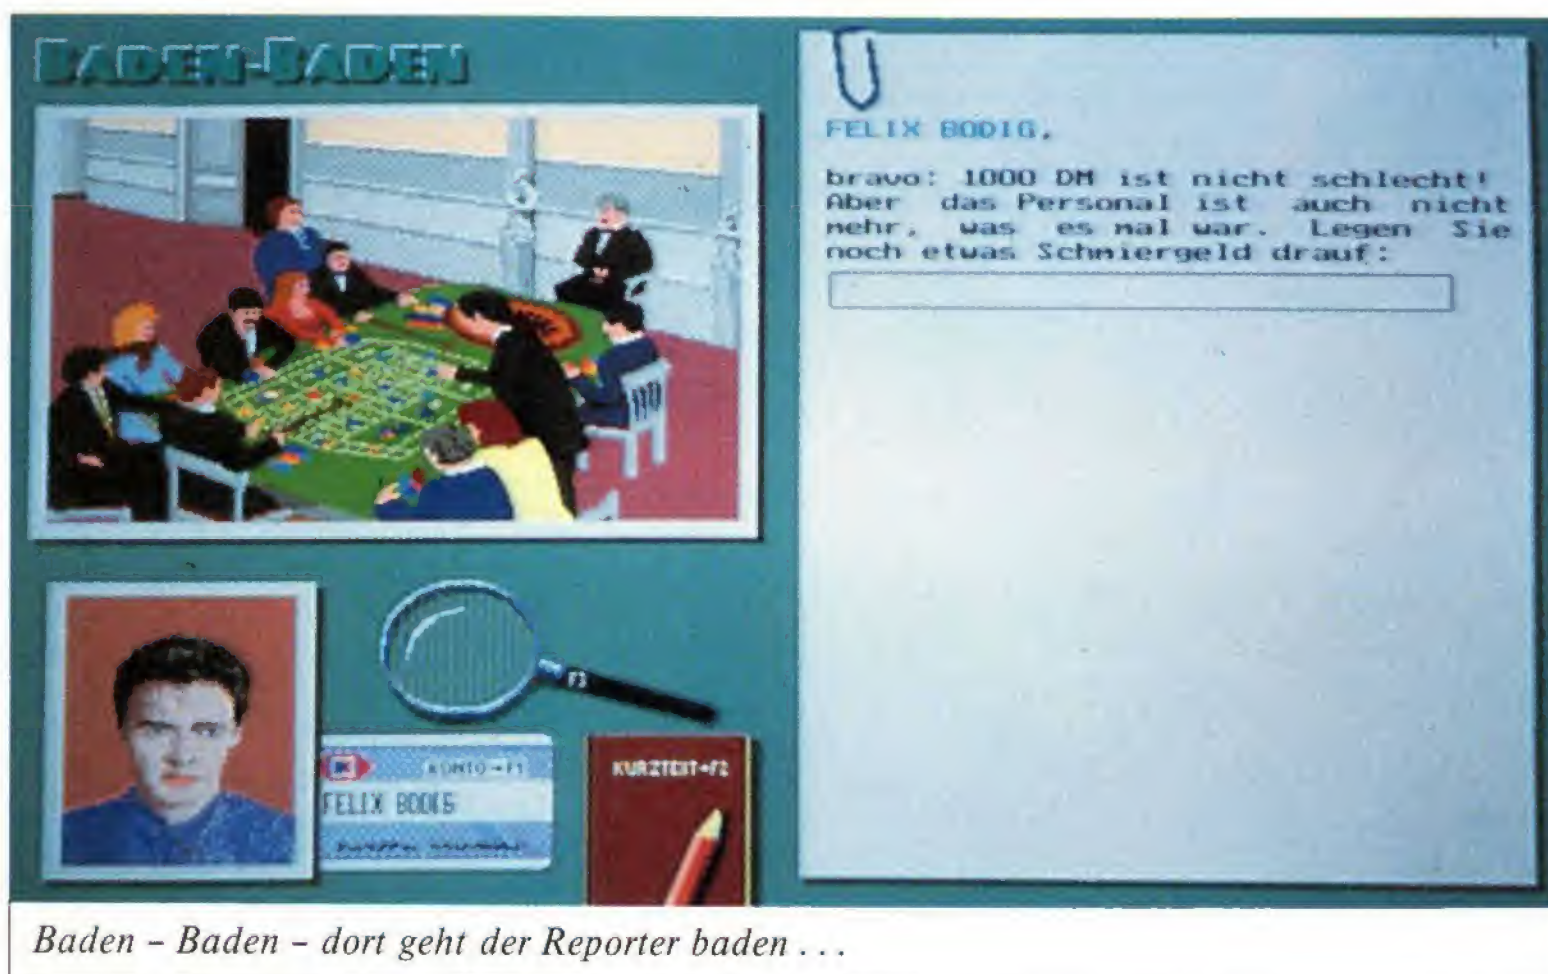 BADEN-BADEN
FELIX BODIG,
bravo: 1000 DM ist nicht schlecht!
Aber das Personal ist auch nicht
mehr, was es mal war. Legen Sie
noch etwas Schmiergeld drauf:
F3
KONTO→F1
FELIX BODIG
KURZTEXT→F2
Baden – Baden – dort geht der Reporter baden . . .